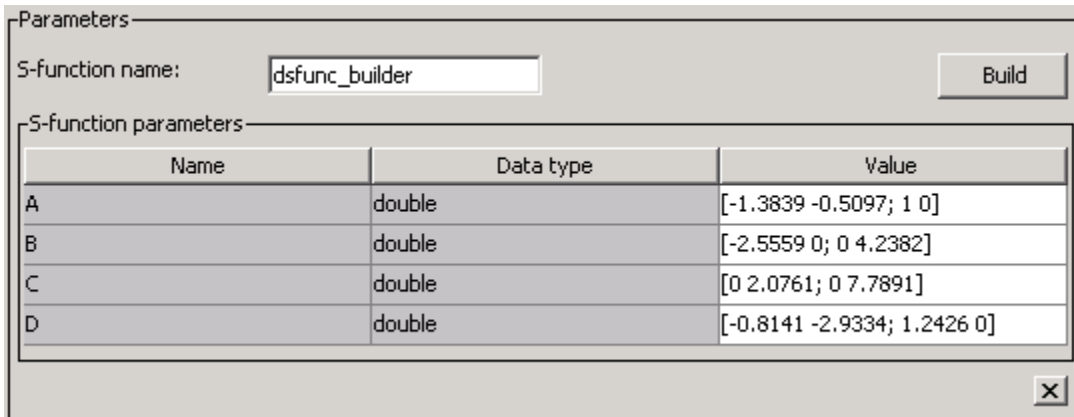 Parameters
S-function name: dsfunc_builder Build
S-function parameters
Name Data type Value
A double [-1.3839 -0.5097; 1 0]
B double [-2.5559 0; 0 4.2382]
C double [0 2.0761; 0 7.7891]
D double [-0.8141 -2.9334; 1.2426 0]